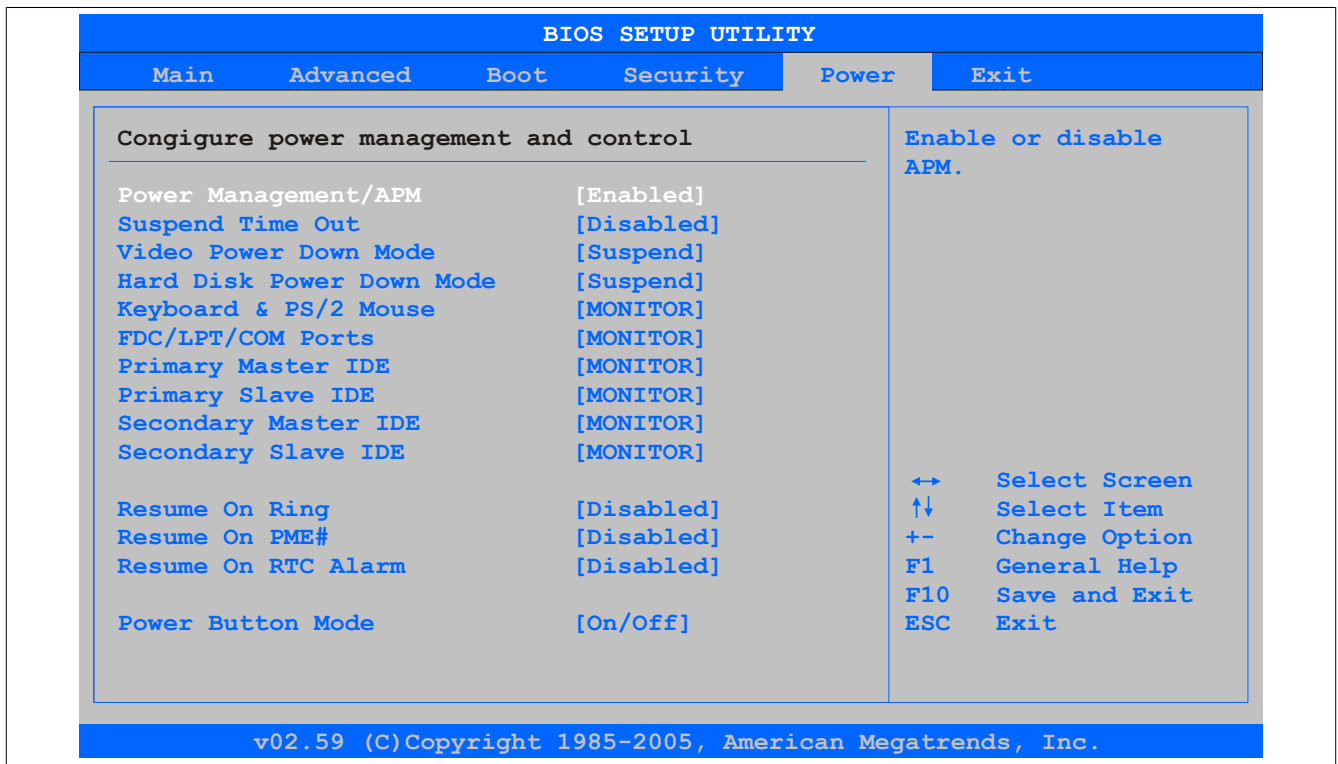 BIOS SETUP UTILITY
Main Advanced Boot Security Power Exit
Congigure power management and control
Power Management/APM [Enabled]
Suspend Time Out [Disabled]
Video Power Down Mode [Suspend]
Hard Disk Power Down Mode [Suspend]
Keyboard & PS/2 Mouse [MONITOR]
FDC/LPT/COM Ports [MONITOR]
Primary Master IDE [MONITOR]
Primary Slave IDE [MONITOR]
Secondary Master IDE [MONITOR]
Secondary Slave IDE [MONITOR]
Resume On Ring [Disabled]
Resume On PME# [Disabled]
Resume On RTC Alarm [Disabled]
Power Button Mode [On/Off]
Enable or disable
APM.
↔ Select Screen
↑↓ Select Item
+- Change Option
F1 General Help
F10 Save and Exit
ESC Exit
v02.59 (C)Copyright 1985-2005, American Megatrends, Inc.